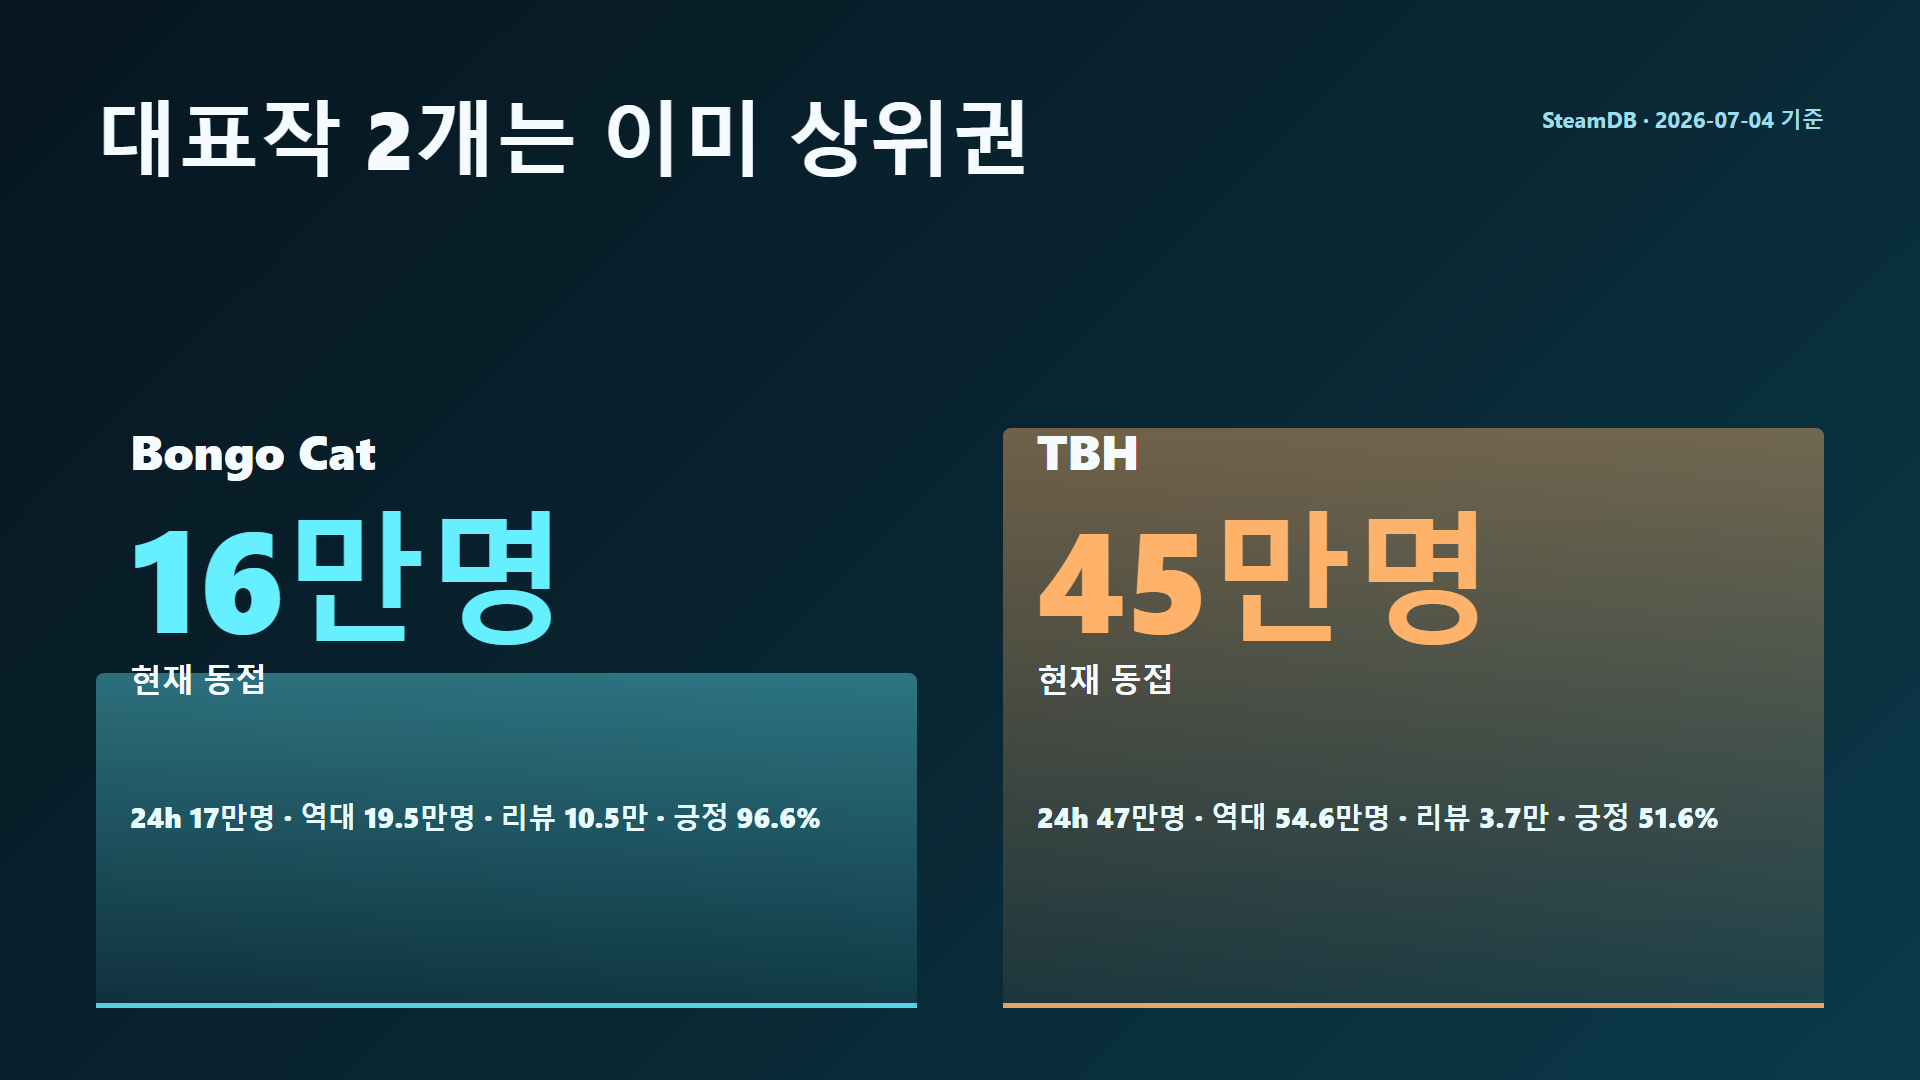 대표작 2개는 이미 상위권
SteamDB · 2026-07-04 기준
Bongo Cat
16만명
현재 동접
24h 17만명 · 역대 19.5만명 · 리뷰 10.5만 · 긍정 96.6%
TBH
45만명
현재 동접
24h 47만명 · 역대 54.6만명 · 리뷰 3.7만 · 긍정 51.6%